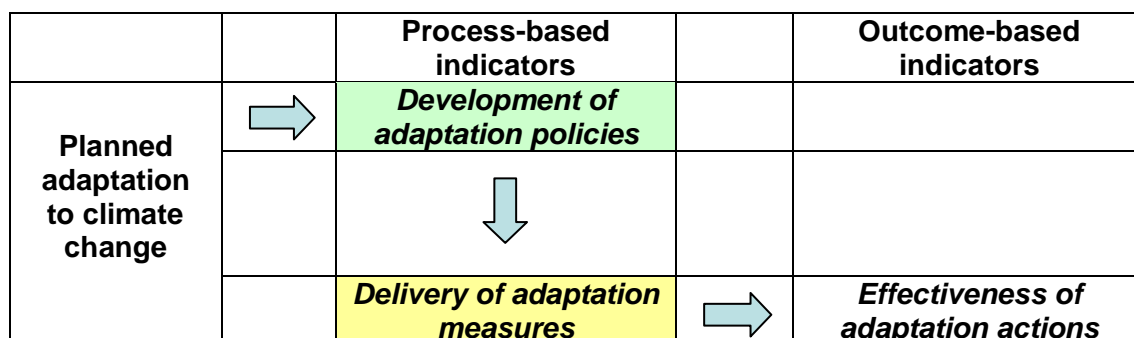 Process-based
indicators
Outcome-based
indicators
Planned
adaptation
to climate
change
Development of
adaptation policies
Delivery of adaptation
measures
Effectiveness of
adaptation actions